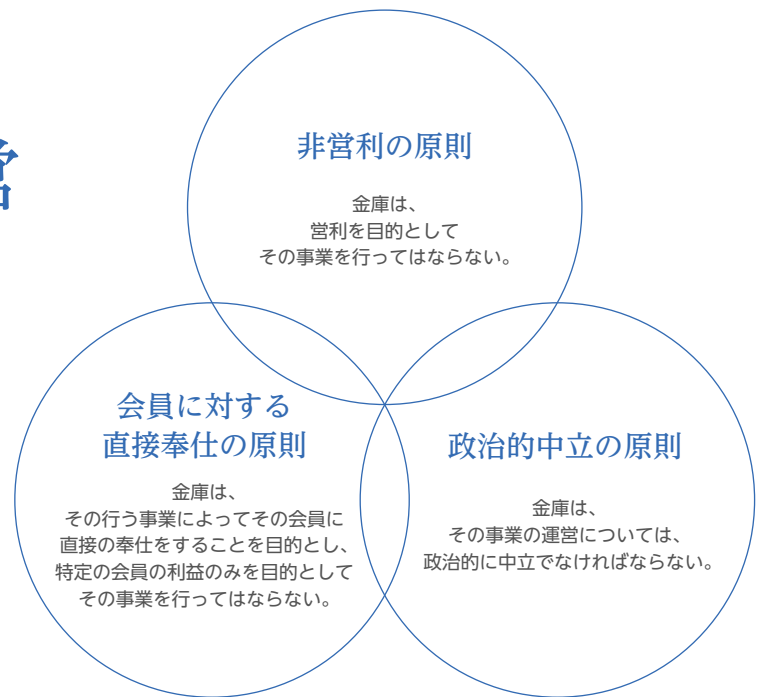 非営利の原則
金庫は、
営利を目的として
その事業を行ってはならない。
会員に対する
直接奉仕の原則
金庫は、
その行う事業によってその会員に
直接の奉仕をすることを目的とし、
特定の会員の利益のみを目的として
その事業を行ってはならない。
政治的中立の原則
金庫は、
その事業の運営については、
政治的に中立でなければならない。